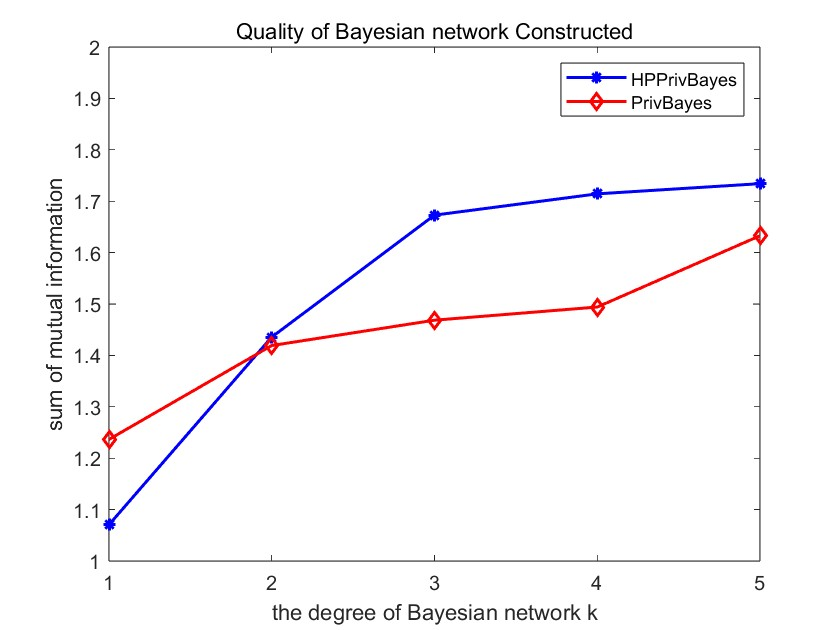 Quality of Bayesian network Constructed
HPPrivBayes
PrivBayes
sum of mutual information
2
1.9
1.8
1.7
1.6
1.5
1.4
1.3
1.2
1.1
1
1 2 3 4 5
the degree of Bayesian network k